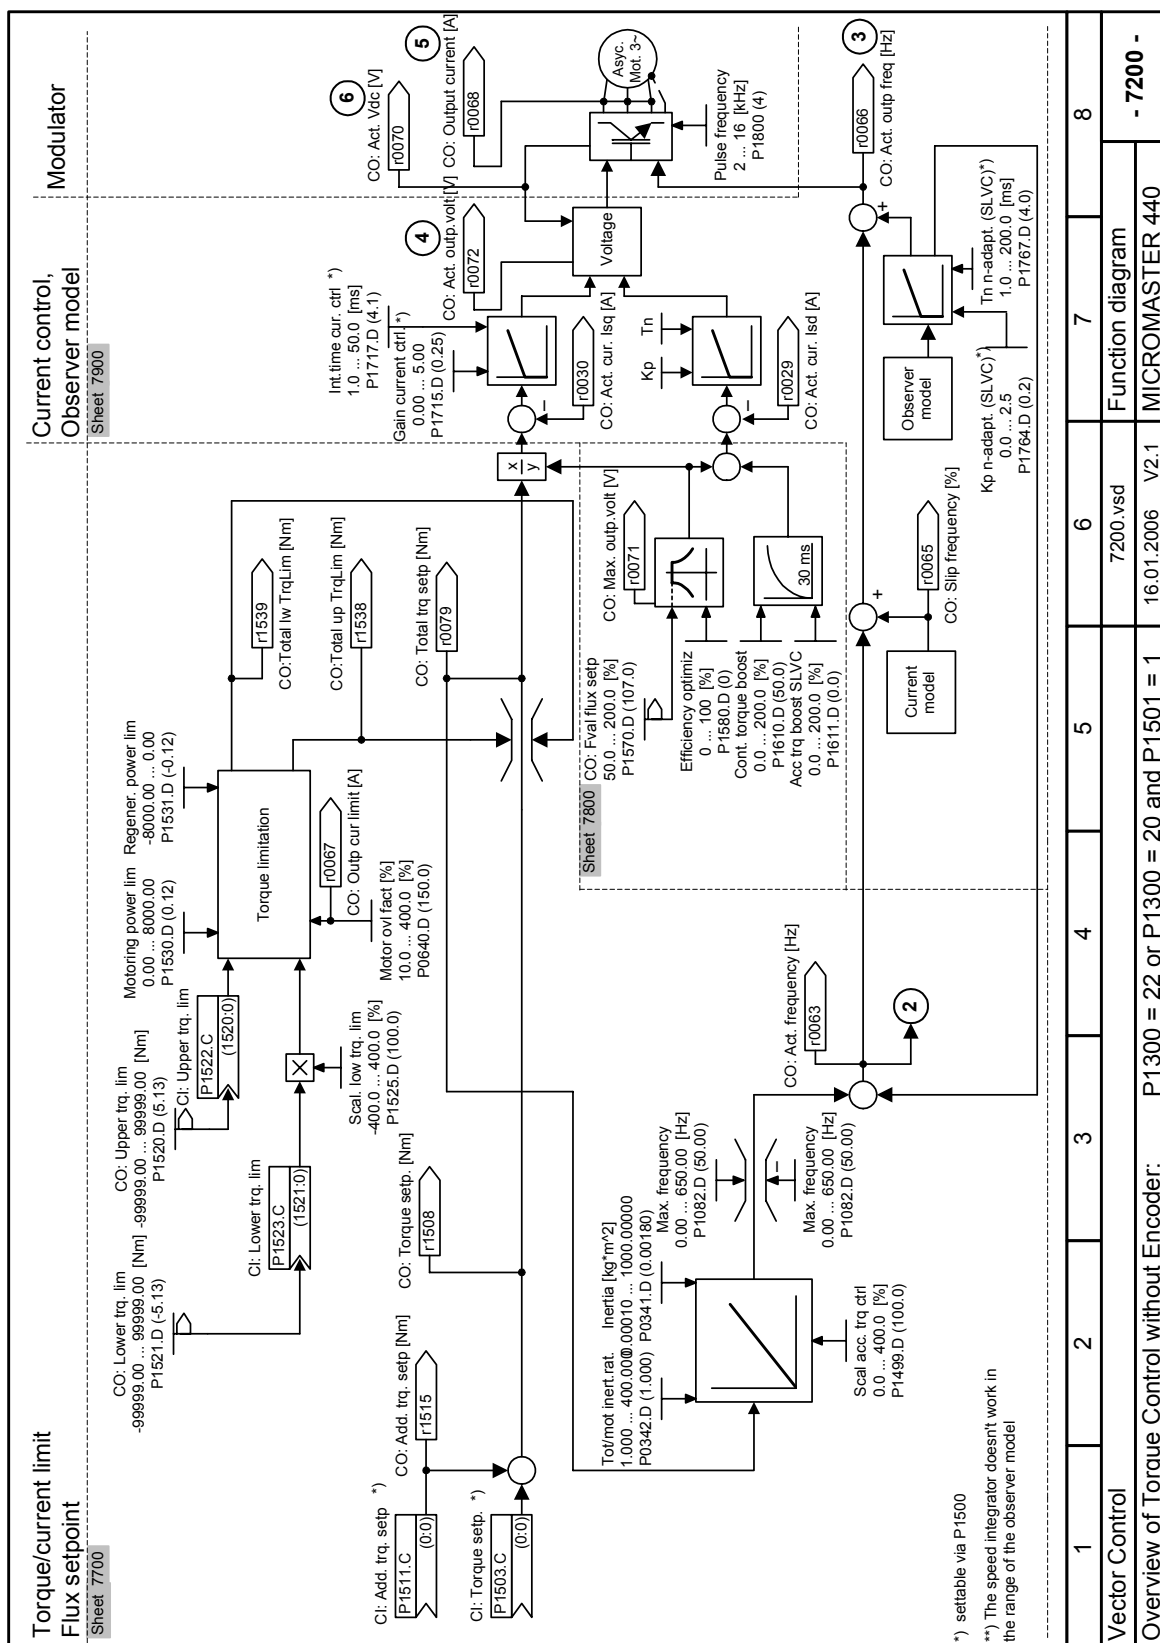 Torque/current limit
Flux setpoint
Sheet 7700
Current control,
Observer model
Sheet 7900
Modulator
CO: Lower trq. lim
-99999.00 ... 99999.00 [Nm]
P1521.D (-5.13)
CO: Upper trq. lim
-99999.00 ... 99999.00 [Nm]
P1520.D (5.13)
CI: Lower trq. lim
P1523.C
(1521:0)
CI: Upper trq. lim
P1522.C
(1520:0)
Motoring power lim
0.00 ... 8000.00
P1530.D (0.12)
Regener. power lim
-8000.00 ... 0.00
P1531.D (-0.12)
Torque limitation
Scal. low trq. lim
-400.0 ... 400.0 [%]
P1525.D (100.0)
Motor ovl fact [%]
10.0 ... 400.0 [%]
P0640.D (150.0)
r0067
CO: Outp cur limit [A]
r1539
CO:Total lw TrqLim [Nm]
CO:Total up TrqLim [Nm]
r1538
CO: Total trq setp [Nm]
r0079
CI: Add. trq. setp *)
P1511.C
(0:0)
CO: Add. trq. setp [Nm]
r1515
CI: Torque setp. *)
P1503.C
(0:0)
CO: Torque setp. [Nm]
r1508
x
y
Int.time cur. ctrl *)
1.0 ... 50.0 [ms]
P1717.D (4.1)
Gain current ctrl.*)
0.00 ... 5.00
P1715.D (0.25)
–
r0030
CO: Act. cur. Isq [A]
Kp
Tn
–
r0029
CO: Act. cur. Isd [A]
4
CO: Act. outp.volt[V]
r0072
Voltage
6
CO: Act. Vdc [V]
r0070
5
CO: Output current [A]
r0068
Asyc.
Mot. 3~
Pulse frequency
2 ... 16 [kHz]
P1800 (4)
3
r0066
CO: Act. outp freq [Hz]
Sheet 7800
CO: Fval flux setp
50.0 ... 200.0 [%]
P1570.D (107.0)
CO: Max. outp.volt [V]
r0071
Efficiency optimiz
0 ... 100 [%]
P1580.D (0)
Cont. torque boost
0.0 ... 200.0 [%]
P1610.D (50.0)
Acc trq boost SLVC
0.0 ... 200.0 [%]
P1611.D (0.0)
30 ms
Tot/mot inert.rat.
1.000 ... 400.000
P0342.D (1.000)
Inertia [kg*m^2]
0.00010 ... 1000.00000
P0341.D (0.00180)
Scal acc. trq ctrl
0.0 ... 400.0 [%]
P1499.D (100.0)
Max. frequency
0.00 ... 650.00 [Hz]
P1082.D (50.00)
–
Max. frequency
0.00 ... 650.00 [Hz]
P1082.D (50.00)
CO: Act. frequency [Hz]
r0063
2
Current
model
r0065
CO: Slip frequency [%]
+
Observer
model
Kp n-adapt. (SLVC)*)
0.0 ... 2.5
P1764.D (0.2)
Tn n-adapt. (SLVC)*)
1.0 ... 200.0 [ms]
P1767.D (4.0)
+
*) settable via P1500
**) The speed integrator doesn't work in
the range of the observer model
1
2
3
4
5
6
7
8
Vector Control
7200.vsd
Function diagram
- 7200 -
Overview of Torque Control without Encoder:
P1300 = 22 or P1300 = 20 and P1501 = 1
16.01.2006
V2.1
MICROMASTER 440